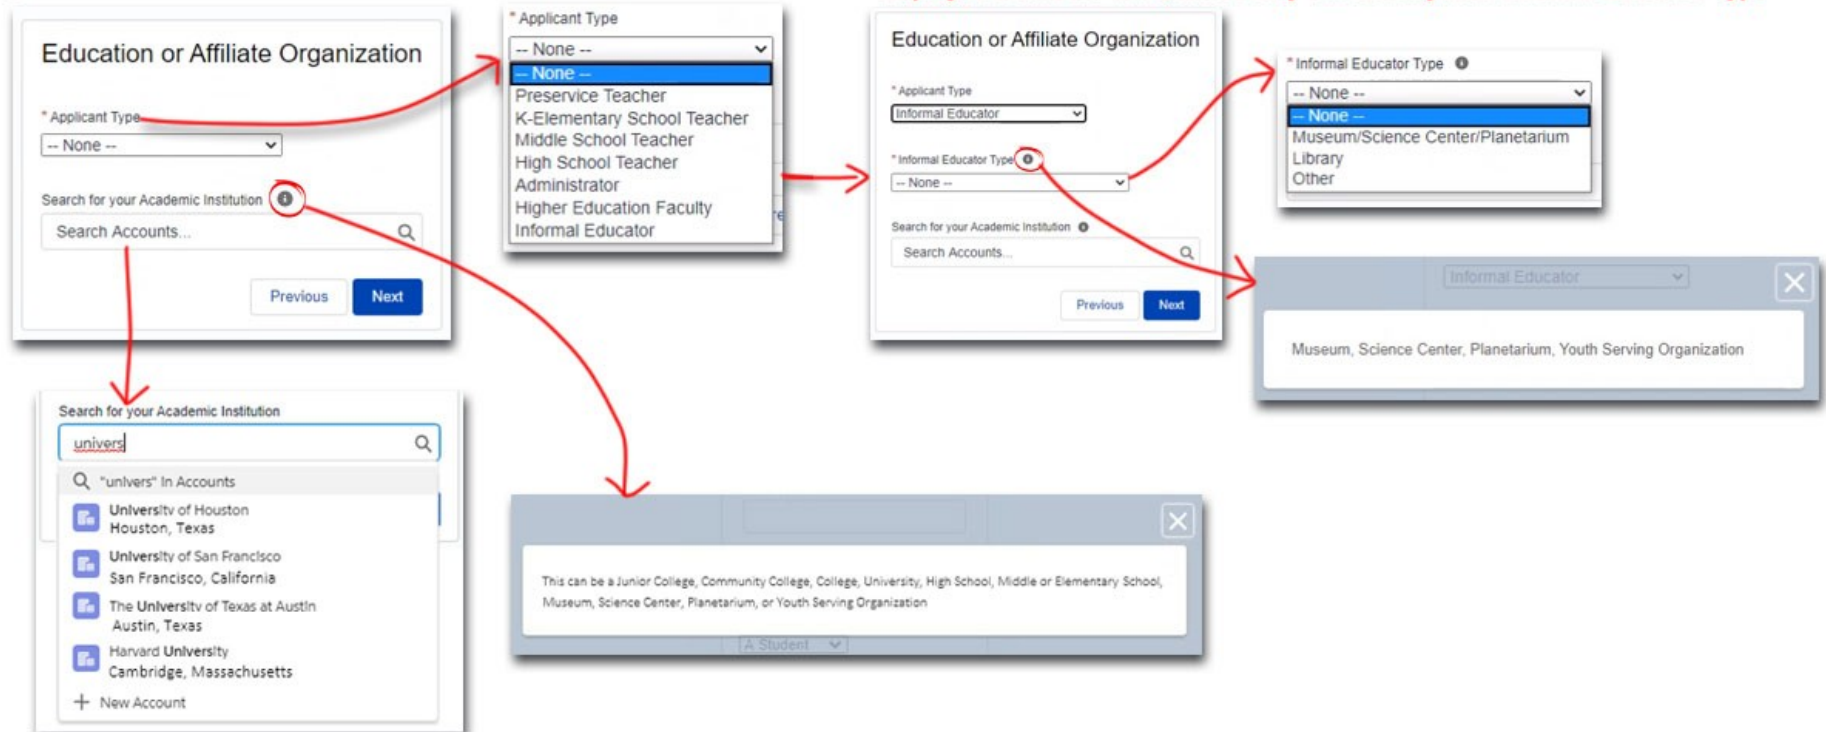 Education or Affiliate Organization
* Applicant Type
-- None --
Search for your Academic Institution
Search Accounts...
Previous
Next
* Applicant Type
-- None --
-- None --
Preservice Teacher
K-Elementary School Teacher
Middle School Teacher
High School Teacher
Administrator
Higher Education Faculty
Informal Educator
Education or Affiliate Organization
* Applicant Type
Informal Educator
* Informal Educator Type
-- None --
Search for your Academic Institution
Search Accounts...
Previous
Next
* Informal Educator Type
-- None --
-- None --
Museum/Science Center/Planetarium
Library
Other
Informal Educator
Museum, Science Center, Planetarium, Youth Serving Organization
Search for your Academic Institution
univers
"univers" in Accounts
University of Houston
Houston, Texas
University of San Francisco
San Francisco, California
The University of Texas at Austin
Austin, Texas
Harvard University
Cambridge, Massachusetts
New Account
This can be a Junior College, Community College, College, University, High School, Middle or Elementary School,
Museum, Science Center, Planetarium, or Youth Serving Organization
A Student